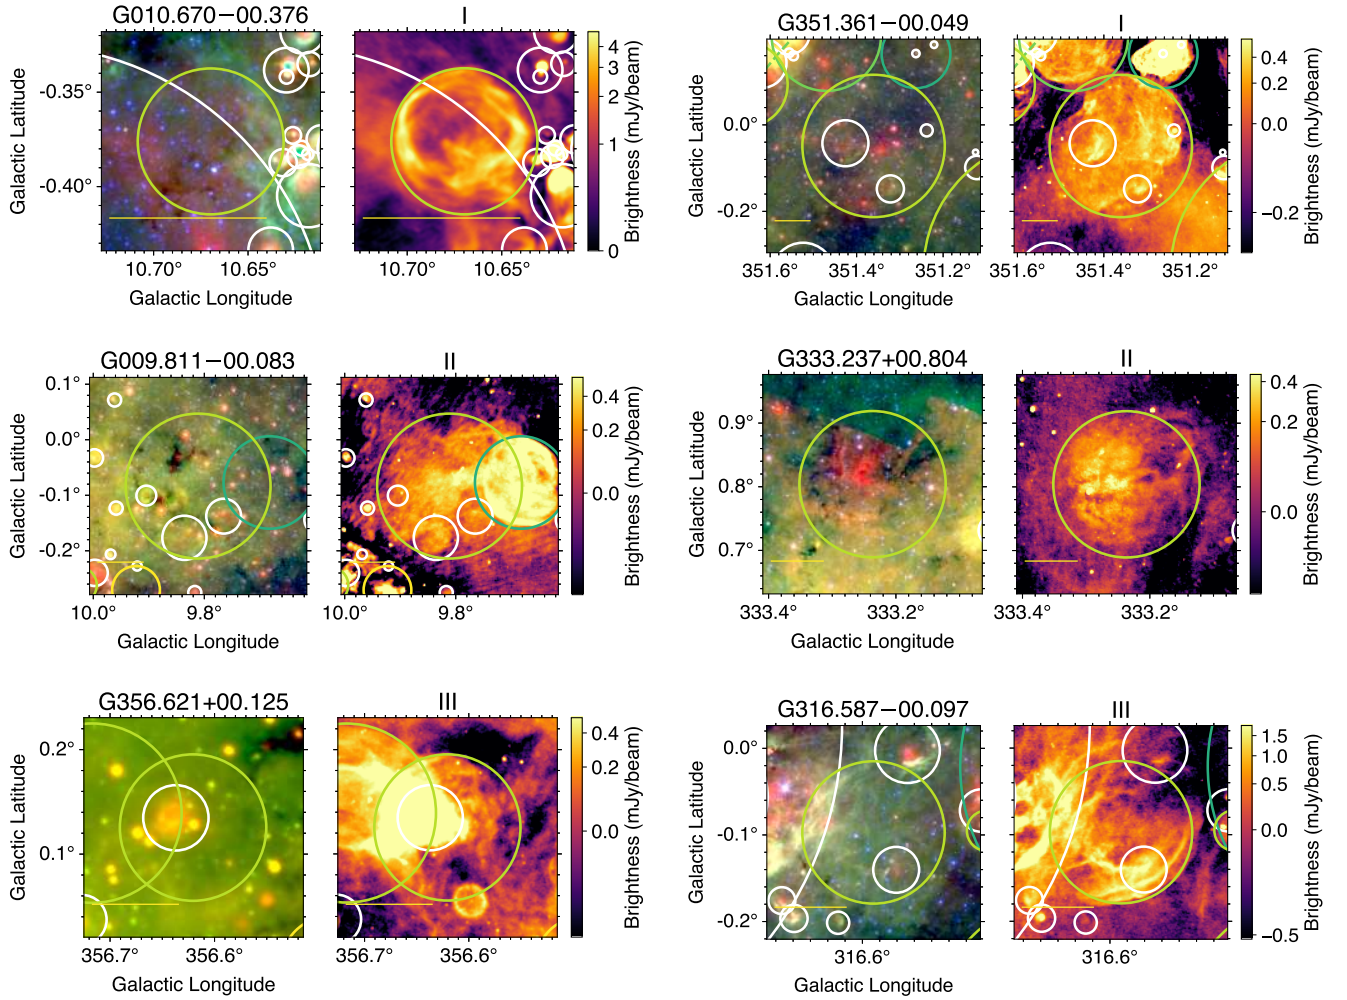 G010.670−00.376
I
Galactic Latitude
-0.35°
-0.40°
10.70°
10.65°
Galactic Longitude
10.70°
10.65°
4
3
2
1
0
Brightness (mJy/beam)
G351.361−00.049
I
Galactic Latitude
0.0°
-0.2°
351.6°
351.4°
351.2°
Galactic Longitude
351.6°
351.4°
351.2°
0.4
0.2
0.0
−0.2
Brightness (mJy/beam)
G009.811−00.083
II
Galactic Latitude
0.1°
0.0°
-0.1°
-0.2°
10.0°
9.8°
Galactic Longitude
10.0°
9.8°
0.4
0.2
0.0
Brightness (mJy/beam)
G333.237+00.804
II
Galactic Latitude
0.9°
0.8°
0.7°
333.4°
333.2°
Galactic Longitude
333.4°
333.2°
0.4
0.2
0.0
Brightness (mJy/beam)
G356.621+00.125
III
Galactic Latitude
0.2°
0.1°
356.7°
356.6°
Galactic Longitude
356.7°
356.6°
0.4
0.2
0.0
Brightness (mJy/beam)
G316.587−00.097
III
Galactic Latitude
0.0°
-0.1°
-0.2°
316.6°
Galactic Longitude
316.6°
1.5
1.0
0.5
0.0
−0.5
Brightness (mJy/beam)